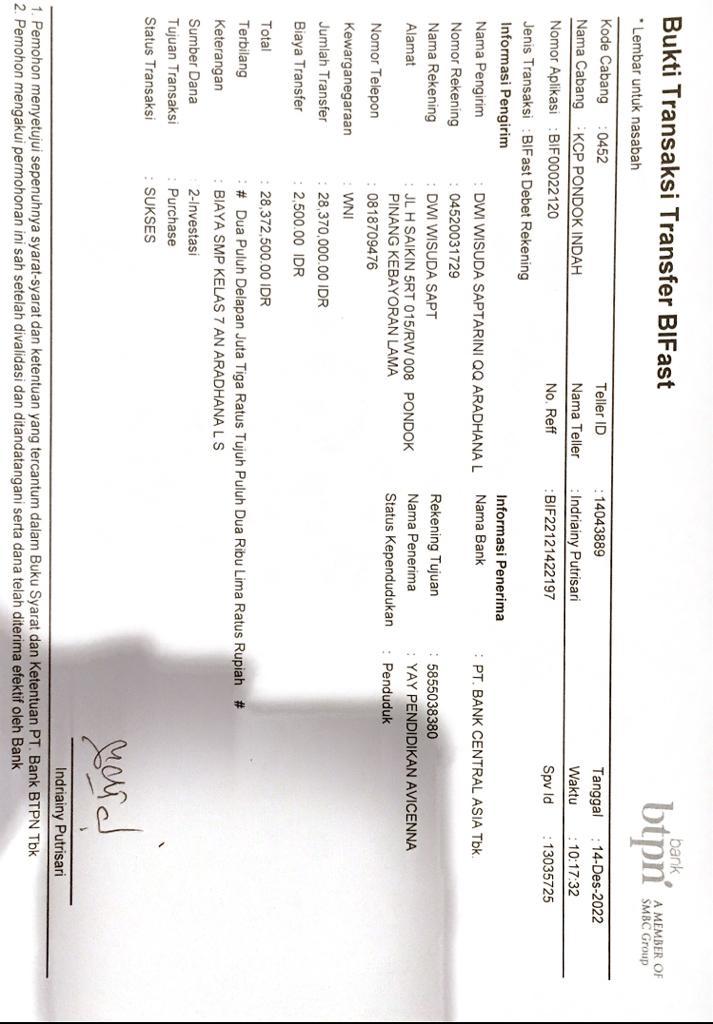 Bukti Transaksi Transfer BIFast
* Lembar untuk nasabah
bank
btpn
A MEMBER OF
SMBC Group
Kode Cabang : 0452 Teller ID : 14043889 Tanggal : 14-Des-2022
Nama Cabang : KCP PONDOK INDAH Nama Teller : Indriainy Putrisari Waktu : 10:17:32
Nomor Aplikasi : BIF00022120 No. Reff : BIF22121422197 Spv Id : 13035725
Jenis Transaksi : BIFast Debet Rekening
Informasi Pengirim Informasi Penerima
Nama Pengirim : DWI WISUDA SAPTARINI QQ ARADHANA L Nama Bank : PT. BANK CENTRAL ASIA Tbk.
Nomor Rekening : 04520031729
Nama Rekening : DWI WISUDA SAPT Rekening Tujuan : 5855038380
Alamat : JL H SAIKIN 5RT 015/RW 008 PONDOK Nama Penerima : YAY PENDIDIKAN AVICENNA
PINANG KEBAYORAN LAMA Status Kependudukan : Penduduk
Nomor Telepon : 0818709476
Kewarganegaraan : WNI
Jumlah Transfer : 28,370,000.00 IDR
Biaya Transfer : 2,500.00 IDR
Total : 28,372,500.00 IDR
Terbilang : # Dua Puluh Delapan Juta Tiga Ratus Tujuh Puluh Dua Ribu Lima Ratus Rupiah #
Keterangan : BIAYA SMP KELAS 7 AN ARADHANA L S
Sumber Dana : 2-Investasi
Tujuan Transaksi : Purchase
Status Transaksi : SUKSES
Indriainy Putrisari
1. Pemohon menyetujui sepenuhnya syarat-syarat dan ketentuan yang tercantum dalam Buku Syarat dan Ketentuan PT. Bank BTPN Tbk
2. Pemohon mengakui permohonan ini sah setelah divalidasi dan ditandatangani serta dana telah diterima efektif oleh Bank